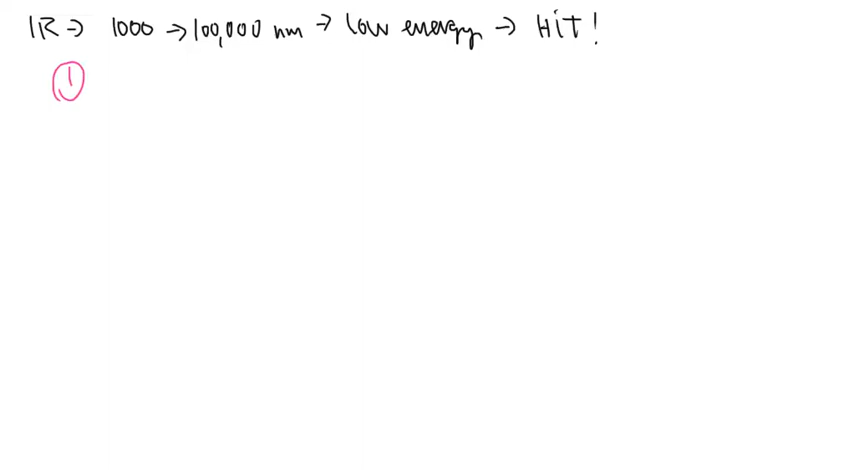 IR → 1000 → 100,000 nm → low energy → HiT!
1